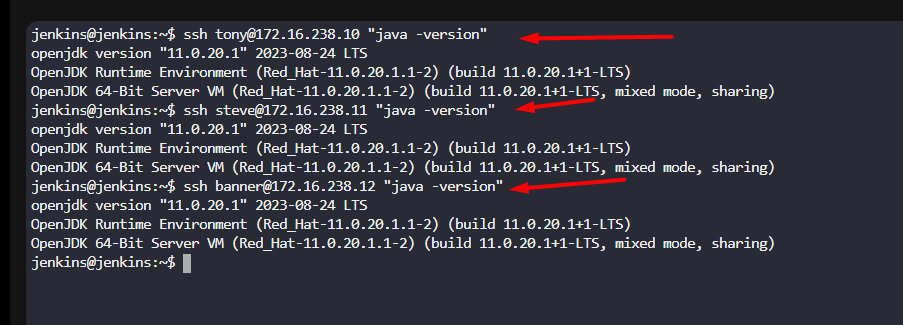 jenkins@jenkins:~$ ssh tony@172.16.238.10 "java -version"
openjdk version "11.0.20.1" 2023-08-24 LTS
OpenJDK Runtime Environment (Red_Hat-11.0.20.1.1-2) (build 11.0.20.1+1-LTS)
OpenJDK 64-Bit Server VM (Red_Hat-11.0.20.1.1-2) (build 11.0.20.1+1-LTS, mixed mode, sharing)
jenkins@jenkins:~$ ssh steve@172.16.238.11 "java -version"
openjdk version "11.0.20.1" 2023-08-24 LTS
OpenJDK Runtime Environment (Red_Hat-11.0.20.1.1-2) (build 11.0.20.1+1-LTS)
OpenJDK 64-Bit Server VM (Red_Hat-11.0.20.1.1-2) (build 11.0.20.1+1-LTS, mixed mode, sharing)
jenkins@jenkins:~$ ssh banner@172.16.238.12 "java -version"
openjdk version "11.0.20.1" 2023-08-24 LTS
OpenJDK Runtime Environment (Red_Hat-11.0.20.1.1-2) (build 11.0.20.1+1-LTS)
OpenJDK 64-Bit Server VM (Red_Hat-11.0.20.1.1-2) (build 11.0.20.1+1-LTS, mixed mode, sharing)
jenkins@jenkins:~$